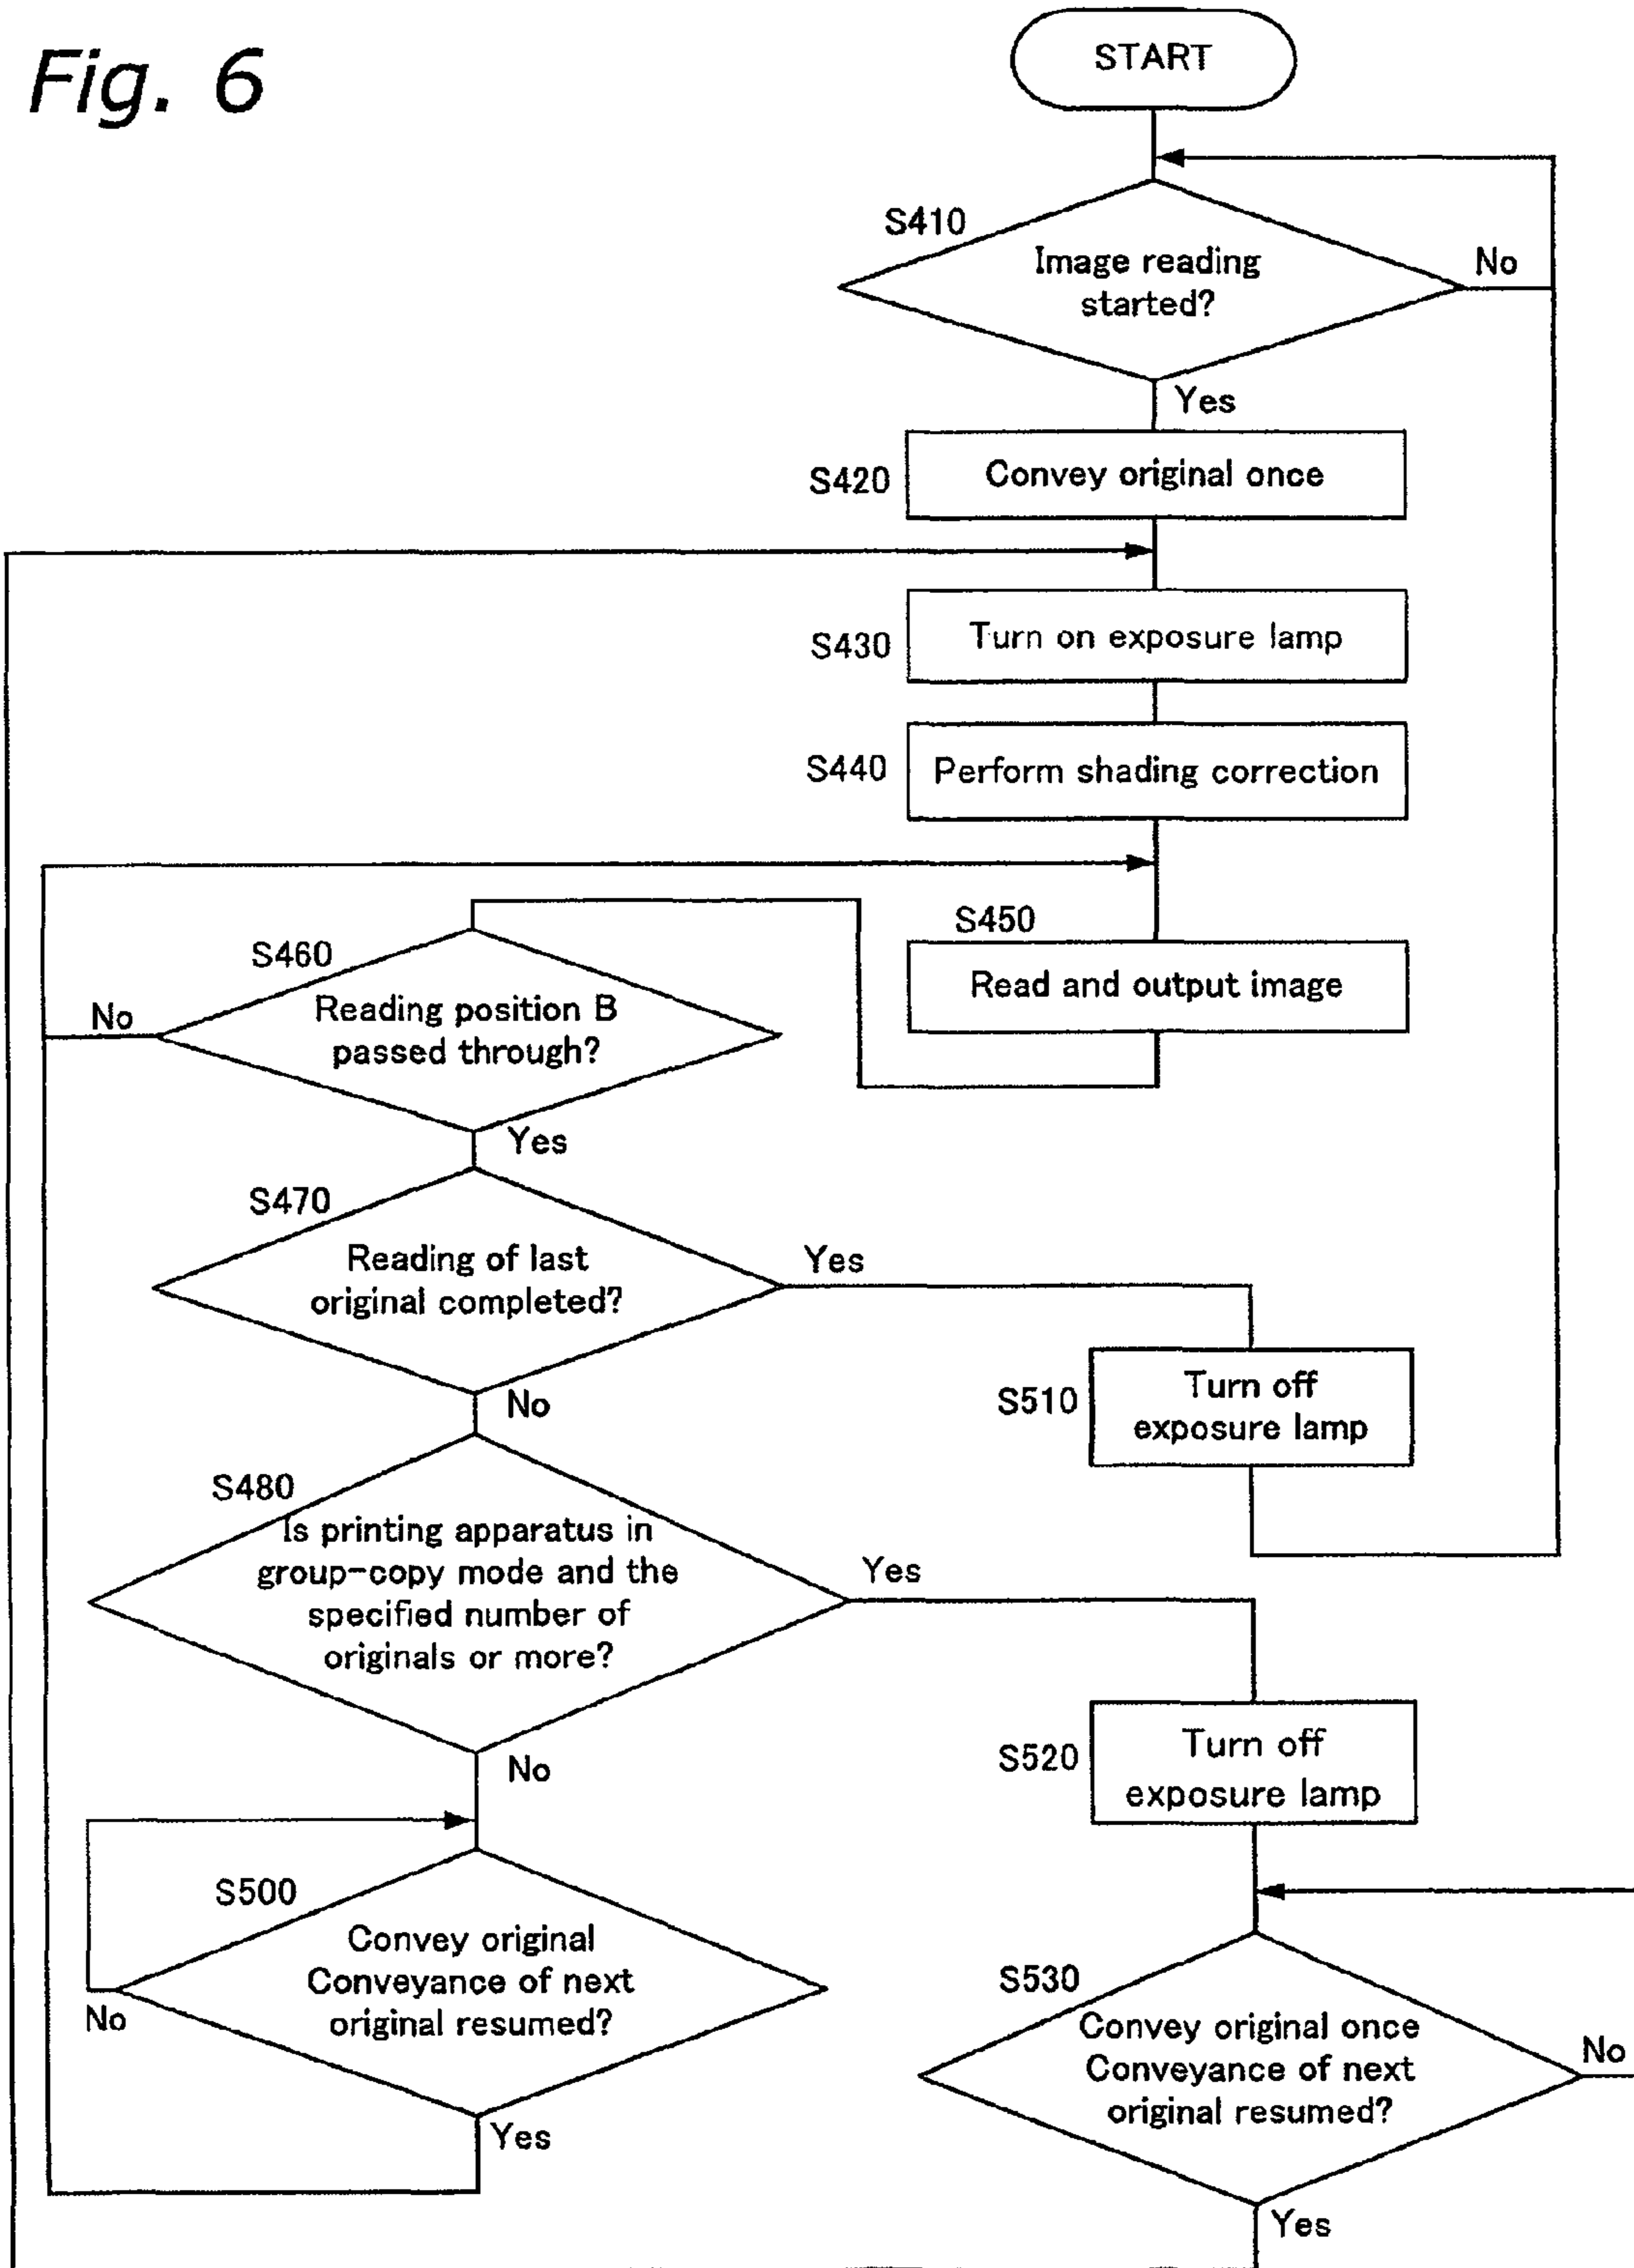 Fig. 6
START
S410
Image reading
started?
No
Yes
S420
Convey original once
S430
Turn on exposure lamp
S440
Perform shading correction
S450
Read and output image
S460
Reading position B
passed through?
No
Yes
S470
Reading of last
original completed?
Yes
No
S510
Turn off
exposure lamp
S480
Is printing apparatus in
group-copy mode and the
specified number of
originals or more?
Yes
No
S520
Turn off
exposure lamp
S500
Convey original
Conveyance of next
original resumed?
No
Yes
S530
Convey original once
Conveyance of next
original resumed?
No
Yes